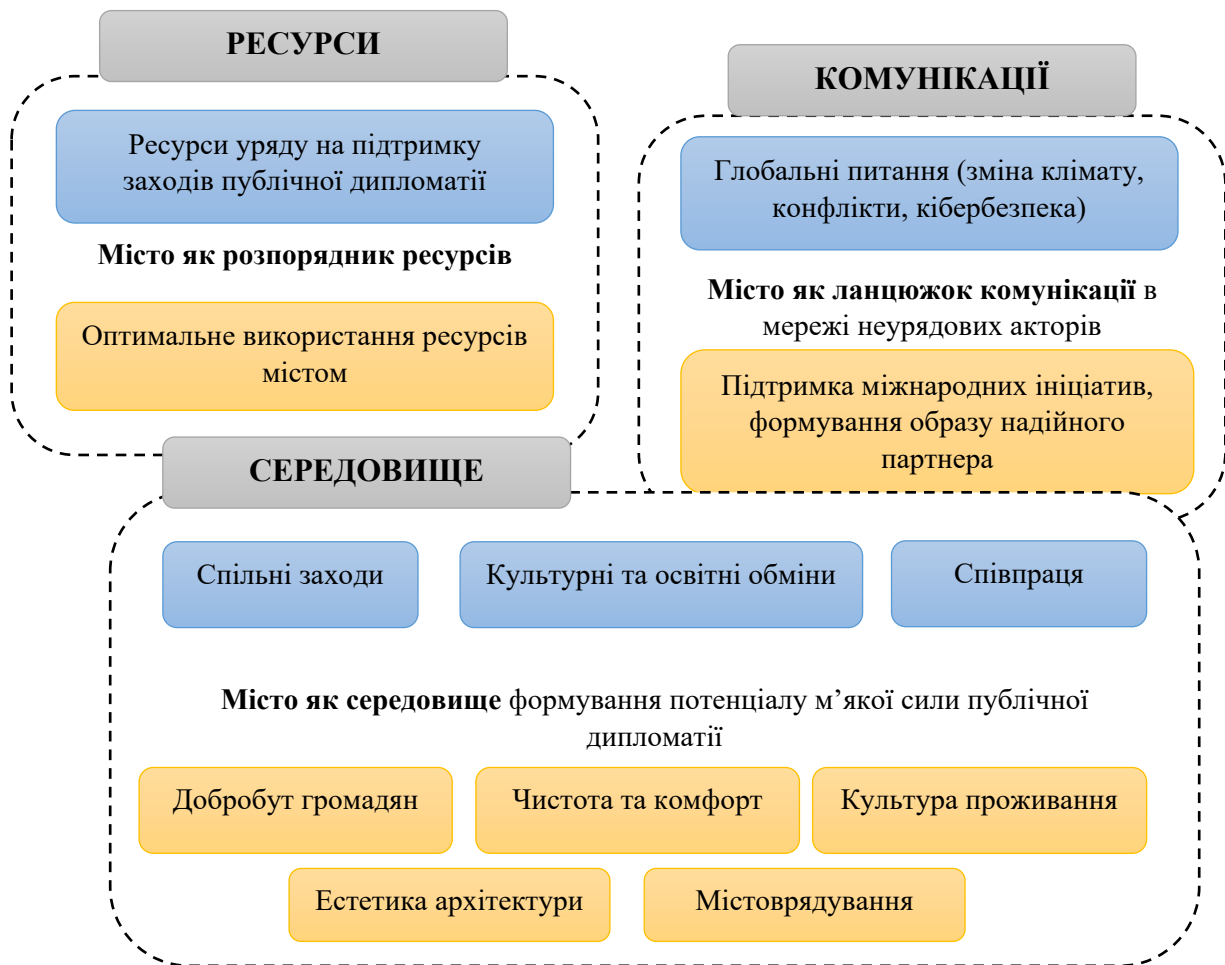 РЕСУРСИ
Ресурси уряду на підтримку
заходів публічної дипломатії
Місто як розпорядник ресурсів
Оптимальне використання ресурсів
містом
КОМУНІКАЦІЇ
Глобальні питання (зміна клімату,
конфлікти, кібербезпека)
Місто як ланцюжок комунікації в
мережі неурядових акторів
Підтримка міжнародних ініціатив,
формування образу надійного
партнера
СЕРЕДОВИЩЕ
Спільні заходи
Культурні та освітні обміни
Співпраця
Місто як середовище формування потенціалу м’якої сили публічної
дипломатії
Добробут громадян
Чистота та комфорт
Культура проживання
Естетика архітектури
Містоврядування